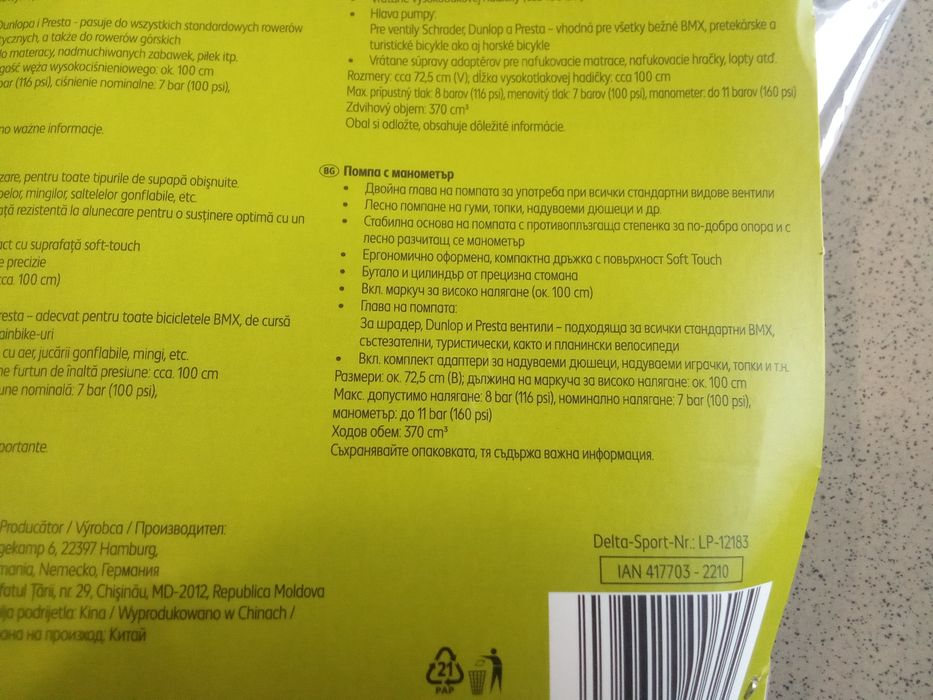 Dunlopa i Presta - pasuje do wszystkich standardowych rowerów
tycznych, a także do rowerów górskich
do materacy, nadmuchiwanych zabawek, piłek itp.
gość węża wysokociśnieniowego: ok. 100 cm
bar (116 psi), ciśnienie nominalne: 7 bar (100 psi),
no ważne informacje.
zare, pentru toate tipurile de supapă obișnuite.
pelor, mingilor, saltelelor gonflabile, etc.
ață rezistentă la alunecare pentru o susținere optimă cu un
act cu suprafață soft-touch
e precizie
cca. 100 cm)
resta – adecvat pentru toate bicicletele BMX, de cursă
ainbike-uri
cu aer, jucării gonflabile, mingi, etc.
ne furtun de înaltă presiune: cca. 100 cm
une nominală: 7 bar (100 psi),
portante.
• Hlava pumpy:
Pre ventily Schrader, Dunlop a Presta – vhodná pre všetky bežné BMX, pretekárske a
turistické bicykle ako aj horské bicykle
• Vrátane súpravy adaptérov pre nafukovacie matrace, nafukovacie hračky, lopty atď.
Rozmery: cca 72,5 cm (V); dĺžka vysokotlakovej hadičky: cca 100 cm
Max. prípustný tlak: 8 barov (116 psi), menovitý tlak: 7 barov (100 psi), manometer: do 11 barov (160 psi)
Zdvihový objem: 370 cm³
Obal si odložte, obsahuje dôležité informácie.
BG Помпа с манометър
• Двойна глава на помпата за употреба при всички стандартни видове вентили
• Лесно помпане на гуми, топки, надуваеми дюшеци и др.
• Стабилна основа на помпата с противоплъзгаща степенка за по-добра опора и с
лесно разчитащ се манометър
• Ергономично оформена, компактна дръжка с повърхност Soft Touch
• Бутало и цилиндър от прецизна стомана
• Вкл. маркуч за високо налягане (ок. 100 cm)
• Глава на помпата:
За шрадер, Dunlop и Presta вентили – подходяща за всички стандартни BMX,
състезателни, туристически, както и планински велосипеди
• Вкл. комплект адаптери за надуваеми дюшеци, надуваеми играчки, топки и т.н.
Размери: ок. 72,5 cm (В); дължина на маркуча за високо налягане: ок. 100 cm
Макс. допустимо налягане: 8 bar (116 psi), номинално налягане: 7 bar (100 psi),
манометър: до 11 bar (160 psi)
Ходов обем: 370 cm³
Съхранявайте опаковката, тя съдържа важна информация.
Producător / Výrobca / Производител:
gekamp 6, 22397 Hamburg,
mania, Nemecko, Германия
fatul Țării, nr. 29, Chișinău, MD-2012, Republica Moldova
lja podrijetla: Kina / Wyprodukowano w Chinach /
ана на произход: Китай
Delta-Sport-Nr.: LP-12183
IAN 417703 - 2210
21
PAP